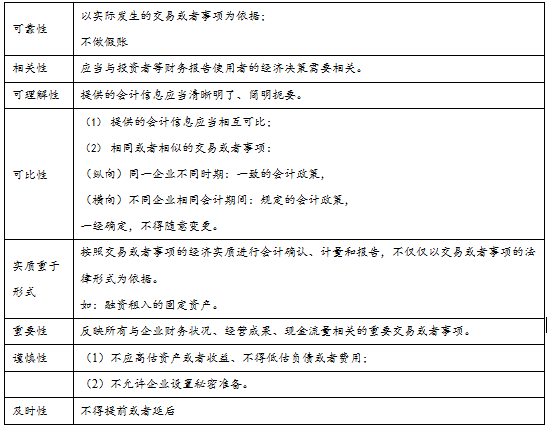 可靠性
以实际发生的交易或者事项为依据；
不做假账
相关性
应当与投资者等财务报告使用者的经济决策需要相关。
可理解性
提供的会计信息应当清晰明了、简明扼要。
可比性
（1） 提供的会计信息应当相互可比；
（2） 相同或者相似的交易或者事项：
（纵向）同一企业不同时期：一致的会计政策，
（横向）不同企业相同会计期间：规定的会计政策，
一经确定，不得随意变更。
实质重于
形式
按照交易或者事项的经济实质进行会计确认、计量和报告，不仅仅以交易或者事项的法
律形式为依据。
如：融资租入的固定资产。
重要性
反映所有与企业财务状况、经营成果、现金流量相关的重要交易或者事项。
谨慎性
（1）不应高估资产或者收益、不得低估负债或者费用；
（2）不允许企业设置秘密准备。
及时性
不得提前或者延后